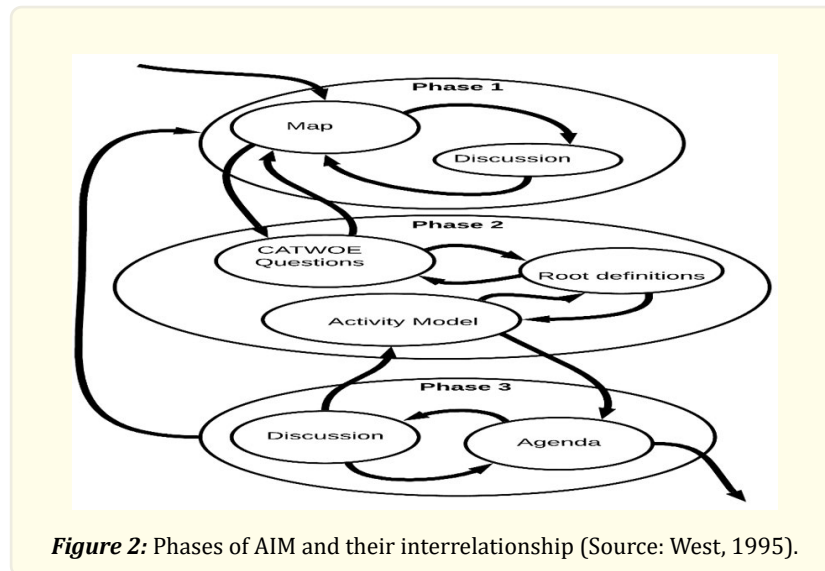 Phase 1
Map
Discussion
Phase 2
CATWOE
Questions
Root definitions
Activity Model
Phase 3
Discussion
Agenda
Figure 2: Phases of AIM and their interrelationship (Source: West, 1995).